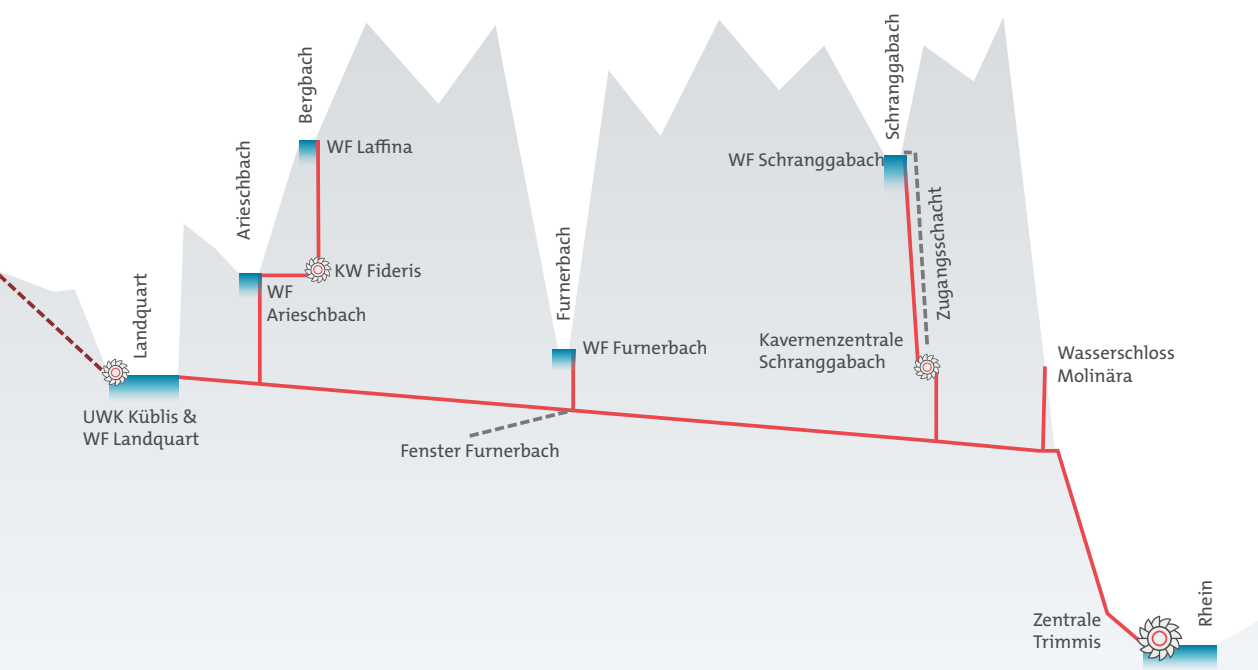 Bergbach
Schranggabach
Arieschbach
WF Laffina
WF Schranggabach
Zugangsschacht
Furnerbach
Landquart
KW Fideris
WF
Arieschbach
WF Furnerbach
Kavernenzentrale
Schranggabach
Wasserschloss
Molinära
UWK Küblis &
WF Landquart
Fenster Furnerbach
Rhein
Zentrale
Trimmis